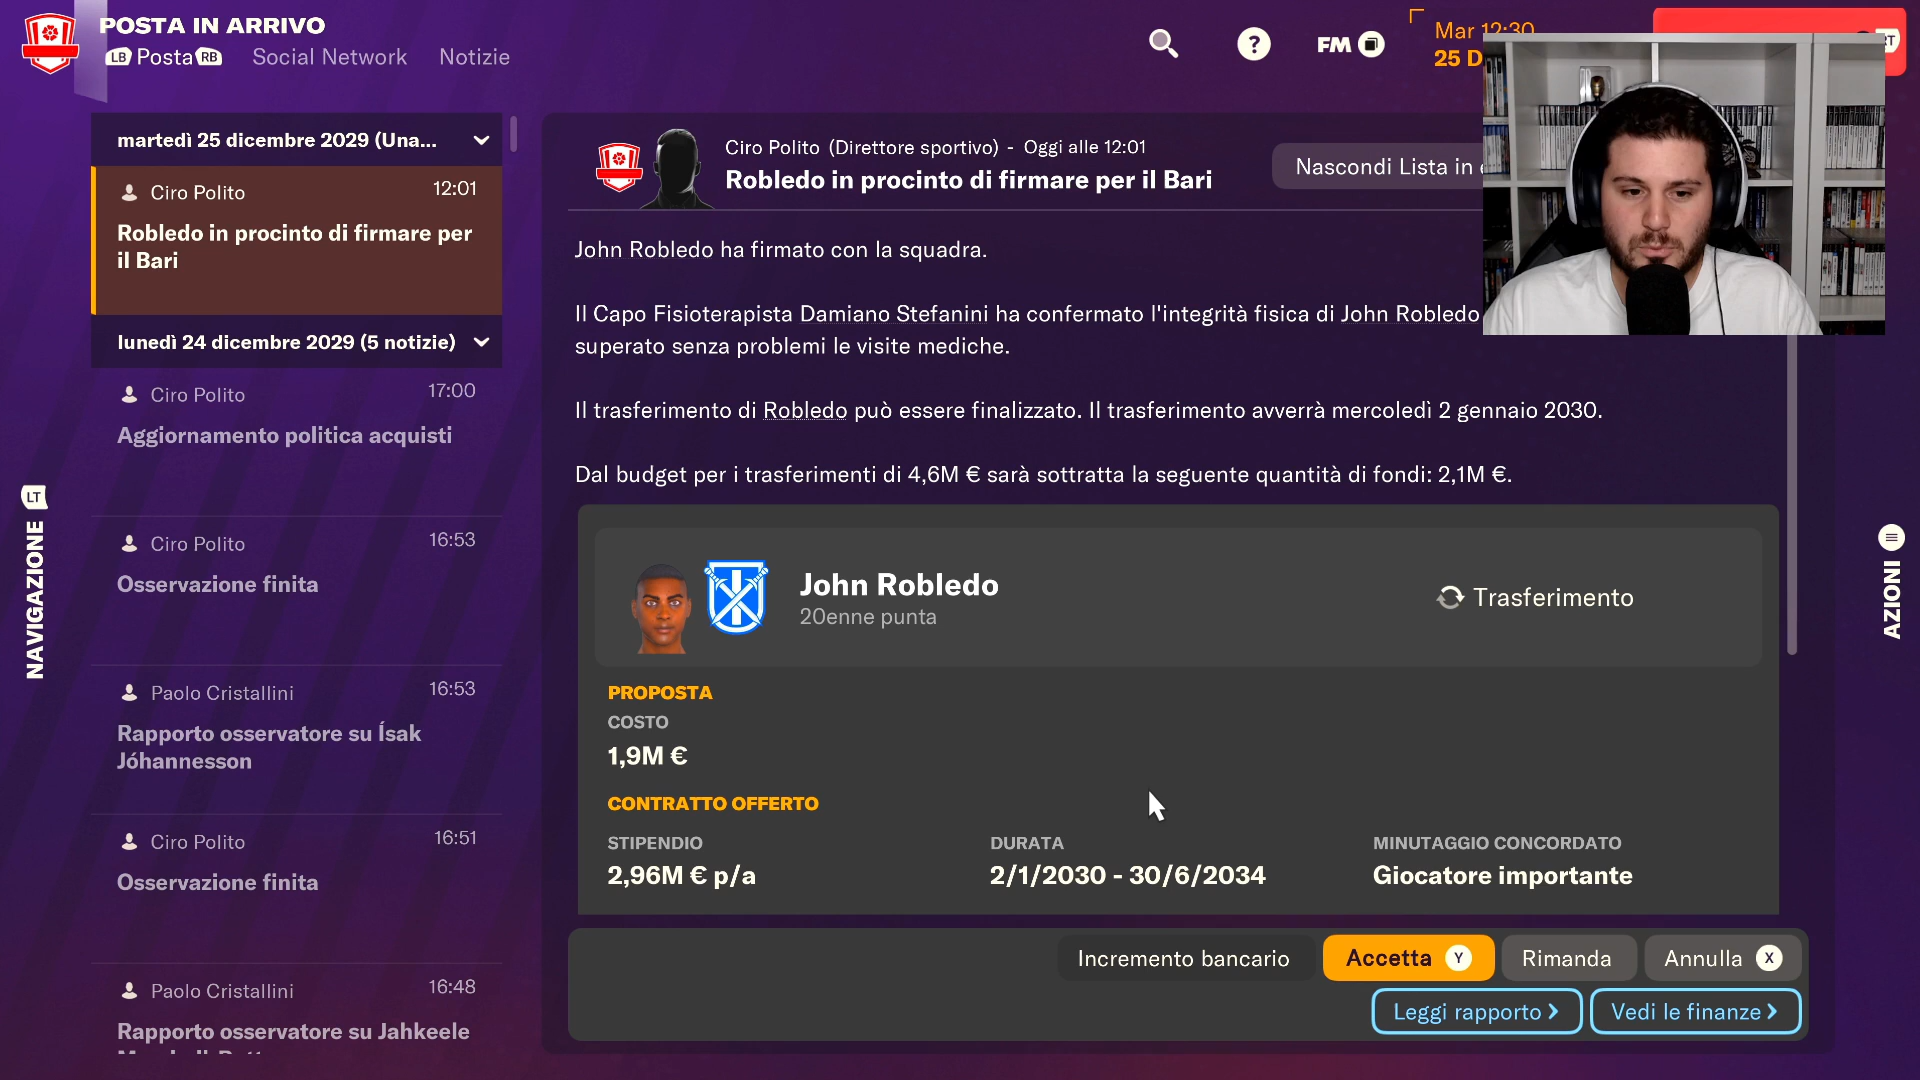 POSTA IN ARRIVO
LB Posta RB Social Network Notizie
?
FM
Mar 12:30
25 D
NAVIGAZIONE LT
AZIONI
martedì 25 dicembre 2029 (Una...
Ciro Polito 12:01
Robledo in procinto di firmare per
il Bari
lunedì 24 dicembre 2029 (5 notizie)
Ciro Polito 17:00
Aggiornamento politica acquisti
Ciro Polito 16:53
Osservazione finita
Paolo Cristallini 16:53
Rapporto osservatore su Ísak
Jóhannesson
Ciro Polito 16:51
Osservazione finita
Paolo Cristallini 16:48
Rapporto osservatore su Jahkeele
Ciro Polito (Direttore sportivo) - Oggi alle 12:01
Robledo in procinto di firmare per il Bari
Nascondi Lista in
John Robledo ha firmato con la squadra.
Il Capo Fisioterapista Damiano Stefanini ha confermato l'integrità fisica di John Robledo
superato senza problemi le visite mediche.
Il trasferimento di Robledo può essere finalizzato. Il trasferimento avverrà mercoledì 2 gennaio 2030.
Dal budget per i trasferimenti di 4,6M € sarà sottratta la seguente quantità di fondi: 2,1M €.
John Robledo
20enne punta
Trasferimento
PROPOSTA
COSTO
1,9M €
CONTRATTO OFFERTO
STIPENDIO DURATA MINUTAGGIO CONCORDATO
2,96M € p/a 2/1/2030 - 30/6/2034 Giocatore importante
Incremento bancario Accetta Y Rimanda Annulla X
Leggi rapporto Vedi le finanze